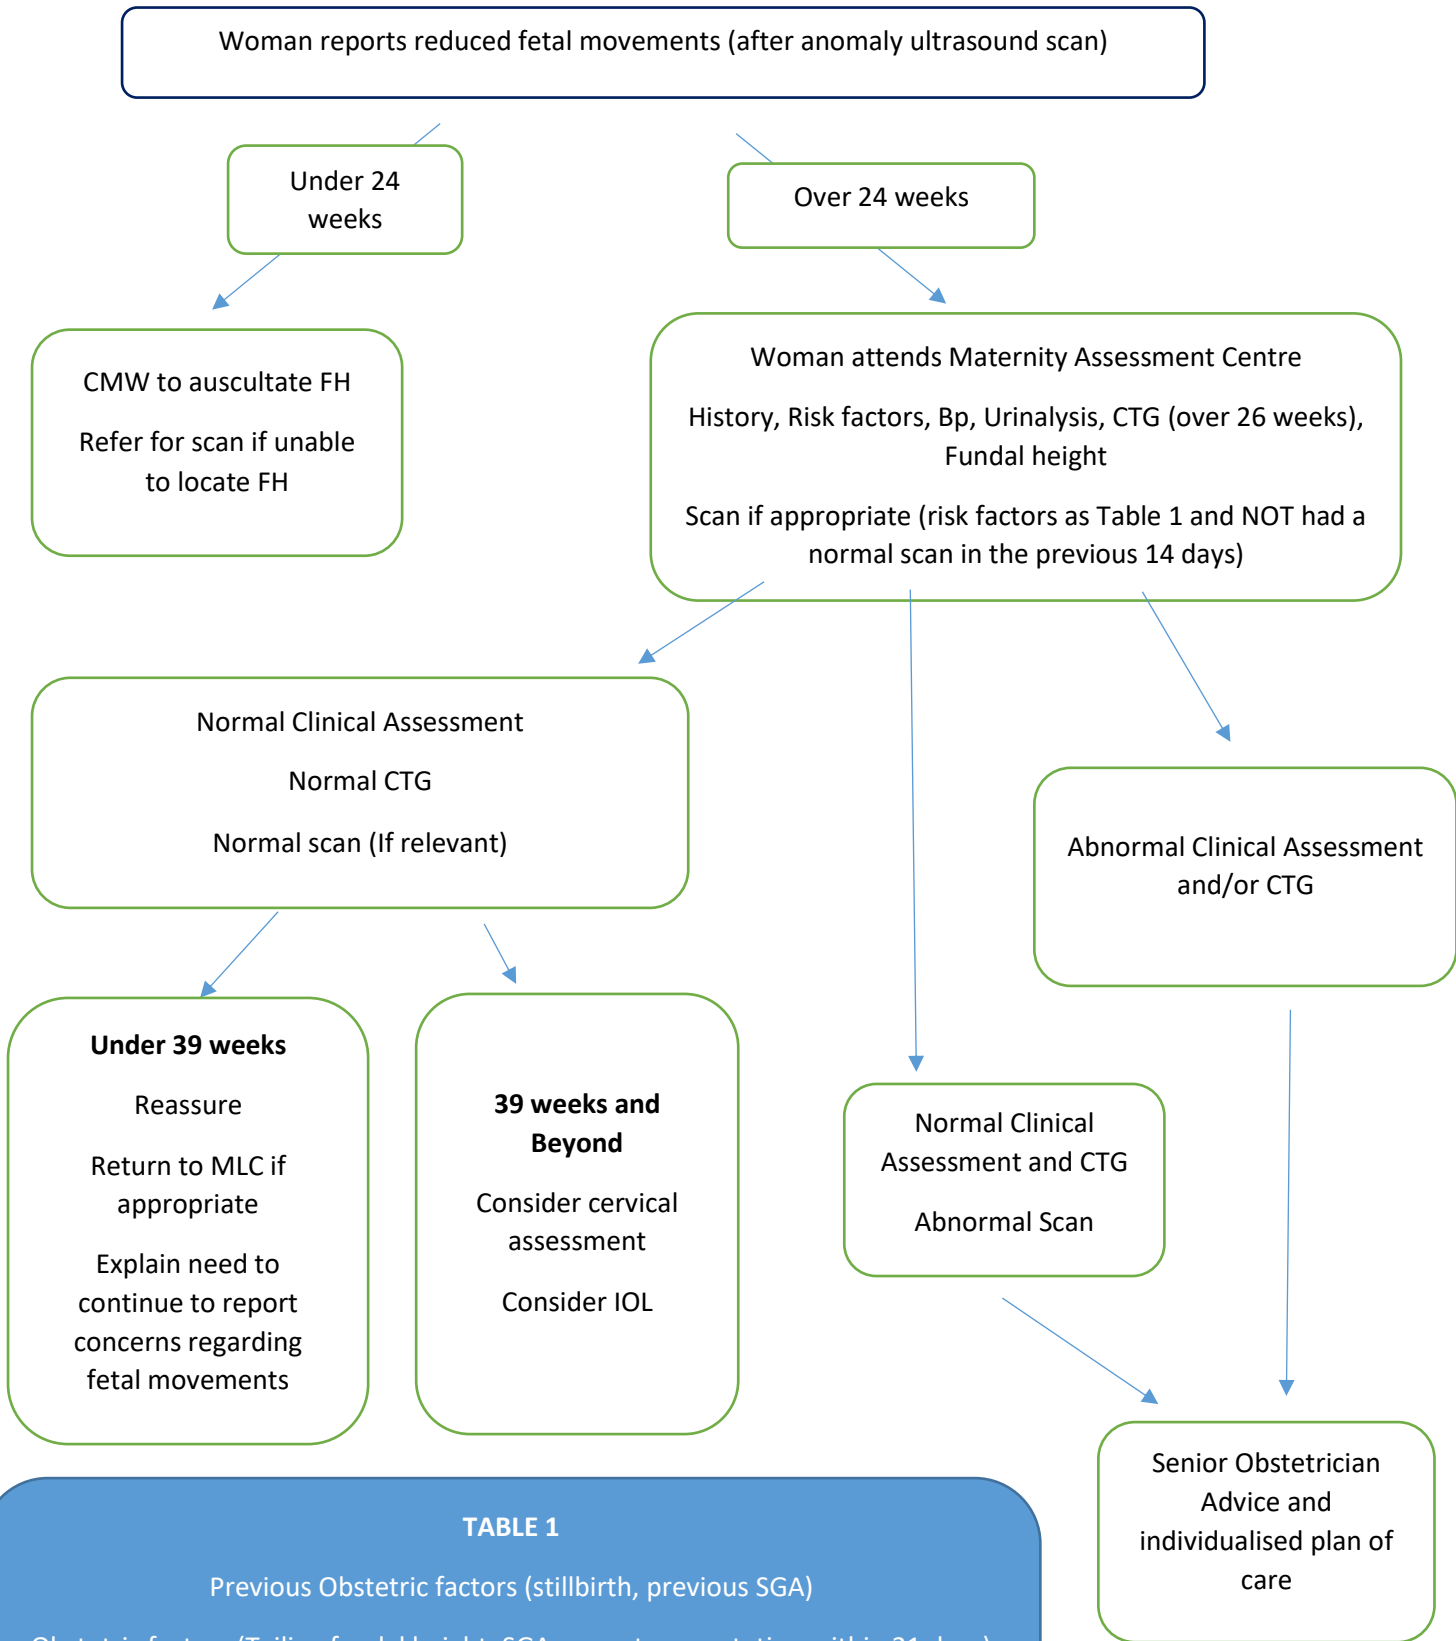 Woman reports reduced fetal movements (after anomaly ultrasound scan)
Under 24
weeks
Over 24 weeks
CMW to auscultate FH
Refer for scan if unable
to locate FH
Woman attends Maternity Assessment Centre
History, Risk factors, Bp, Urinalysis, CTG (over 26 weeks),
Fundal height
Scan if appropriate (risk factors as Table 1 and NOT had a
normal scan in the previous 14 days)
Normal Clinical Assessment
Normal CTG
Normal scan (If relevant)
Abnormal Clinical Assessment
and/or CTG
Under 39 weeks
Reassure
Return to MLC if
appropriate
Explain need to
continue to report
concerns regarding
fetal movements
39 weeks and
Beyond
Consider cervical
assessment
Consider IOL
Normal Clinical
Assessment and CTG
Abnormal Scan
Senior Obstetrician
Advice and
individualised plan of
care
TABLE 1
Previous Obstetric factors (stillbirth, previous SGA)